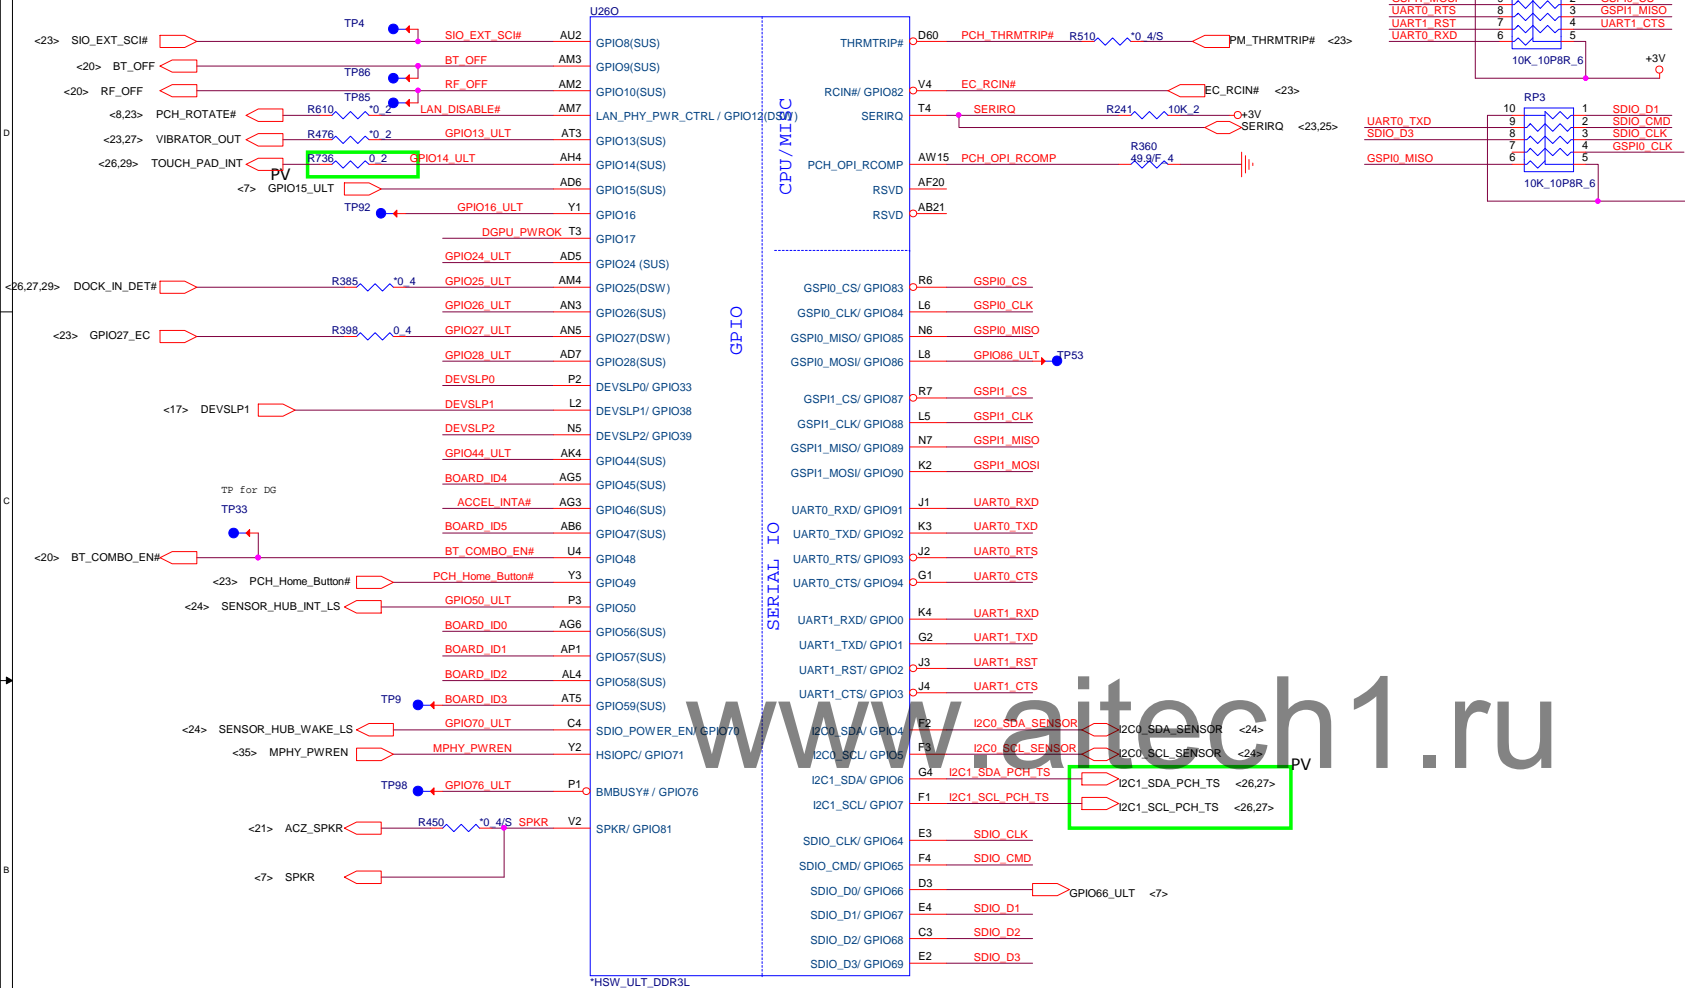 U26O
TP4
<23> SIO_EXT_SCI# SIO_EXT_SCI# AU2 GPIO8(SUS)
<20> BT_OFF BT_OFF AM3 GPIO9(SUS)
TP86
<20> RF_OFF RF_OFF AM2 GPIO10(SUS)
TP85
<8,23> PCH_ROTATE# R610 *0_2 LAN_DISABLE# AM7 LAN_PHY_PWR_CTRL / GPIO12(DSW)
<23,27> VIBRATOR_OUT R476 *0_2 GPIO13_ULT AT3 GPIO13(SUS)
<26,29> TOUCH_PAD_INT R736 0_2 GPIO14_ULT AH4 GPIO14(SUS)
PV
<7> GPIO15_ULT AD6 GPIO15(SUS)
TP92 GPIO16_ULT Y1 GPIO16
DGPU_PWROK T3 GPIO17
GPIO24_ULT AD5 GPIO24 (SUS)
<26,27,29> DOCK_IN_DET# R385 *0_4 GPIO25_ULT AM4 GPIO25(DSW)
GPIO26_ULT AN3 GPIO26(SUS)
<23> GPIO27_EC R398 0_4 GPIO27_ULT AN5 GPIO27(DSW)
GPIO28_ULT AD7 GPIO28(SUS)
DEVSLP0 P2 DEVSLP0/ GPIO33
<17> DEVSLP1 DEVSLP1 L2 DEVSLP1/ GPIO38
DEVSLP2 N5 DEVSLP2/ GPIO39
GPIO44_ULT AK4 GPIO44(SUS)
BOARD_ID4 AG5 GPIO45(SUS)
TP for DG
ACCEL_INTA# AG3 GPIO46(SUS)
TP33
BOARD_ID5 AB6 GPIO47(SUS)
<20> BT_COMBO_EN# BT_COMBO_EN# U4 GPIO48
<23> PCH_Home_Button# PCH_Home_Button# Y3 GPIO49
<24> SENSOR_HUB_INT_LS GPIO50_ULT P3 GPIO50
BOARD_ID0 AG6 GPIO56(SUS)
BOARD_ID1 AP1 GPIO57(SUS)
BOARD_ID2 AL4 GPIO58(SUS)
TP9 BOARD_ID3 AT5 GPIO59(SUS)
<24> SENSOR_HUB_WAKE_LS GPIO70_ULT C4 SDIO_POWER_EN/ GPIO70
<35> MPHY_PWREN MPHY_PWREN Y2 HSIOPC/ GPIO71
TP98 GPIO76_ULT P1 BMBUSY# / GPIO76
<21> ACZ_SPKR R450 *0_4/S SPKR V2 SPKR/ GPIO81
<7> SPKR
*HSW_ULT_DDR3L
CPU/MISC
GPIO
SERIAL IO
THRMTRIP# D60 PCH_THRMTRIP# R510 *0_4/S PM_THRMTRIP# <23>
RCIN#/ GPIO82 V4 EC_RCIN# EC_RCIN# <23>
SERIRQ T4 SERIRQ R241 10K_2 +3V
SERIRQ <23,25>
PCH_OPI_RCOMP AW15 PCH_OPI_RCOMP R360 49.9/F_4
RSVD AF20
RSVD AB21
GSPI0_CS/ GPIO83 R6 GSPI0_CS
GSPI0_CLK/ GPIO84 L6 GSPI0_CLK
GSPI0_MISO/ GPIO85 N6 GSPI0_MISO
GSPI0_MOSI/ GPIO86 L8 GPIO86_ULT TP53
GSPI1_CS/ GPIO87 R7 GSPI1_CS
GSPI1_CLK/ GPIO88 L5 GSPI1_CLK
GSPI1_MISO/ GPIO89 N7 GSPI1_MISO
GSPI1_MOSI/ GPIO90 K2 GSPI1_MOSI
UART0_RXD/ GPIO91 J1 UART0_RXD
UART0_TXD/ GPIO92 K3 UART0_TXD
UART0_RTS/ GPIO93 J2 UART0_RTS
UART0_CTS/ GPIO94 G1 UART0_CTS
UART1_RXD/ GPIO0 K4 UART1_RXD
UART1_TXD/ GPIO1 G2 UART1_TXD
UART1_RST/ GPIO2 J3 UART1_RST
UART1_CTS/ GPIO3 J4 UART1_CTS
I2C0_SDA/ GPIO4 F2 I2C0_SDA_SENSOR I2C0_SDA_SENSOR <24>
I2C0_SCL/ GPIO5 F3 I2C0_SCL_SENSOR I2C0_SCL_SENSOR <24>
PV
I2C1_SDA/ GPIO6 G4 I2C1_SDA_PCH_TS I2C1_SDA_PCH_TS <26,27>
I2C1_SCL/ GPIO7 F1 I2C1_SCL_PCH_TS I2C1_SCL_PCH_TS <26,27>
SDIO_CLK/ GPIO64 E3 SDIO_CLK
SDIO_CMD/ GPIO65 F4 SDIO_CMD
SDIO_D0/ GPIO66 D3 GPIO66_ULT <7>
SDIO_D1/ GPIO67 E4 SDIO_D1
SDIO_D2/ GPIO68 C3 SDIO_D2
SDIO_D3/ GPIO69 E2 SDIO_D3
UART0_RTS 8 3 GSPI1_MISO
UART1_RST 7 4 UART1_CTS
UART0_RXD 6 5
10K_10P8R_6
+3V
RP3
10 1 SDIO_D1
UART0_TXD 9 2 SDIO_CMD
SDIO_D3 8 3 SDIO_CLK
7 4 GSPI0_CLK
GSPI0_MISO 6 5
10K_10P8R_6
D
C
B
www.aitech1.ru